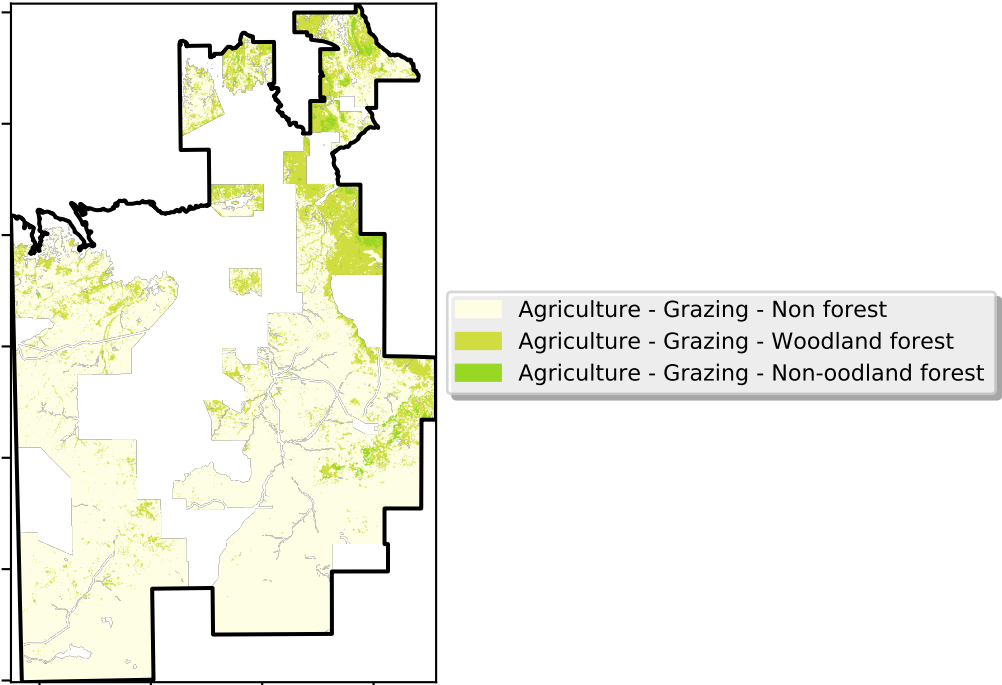 Agriculture - Grazing - Non forest
Agriculture - Grazing - Woodland forest
Agriculture - Grazing - Non-oodland forest